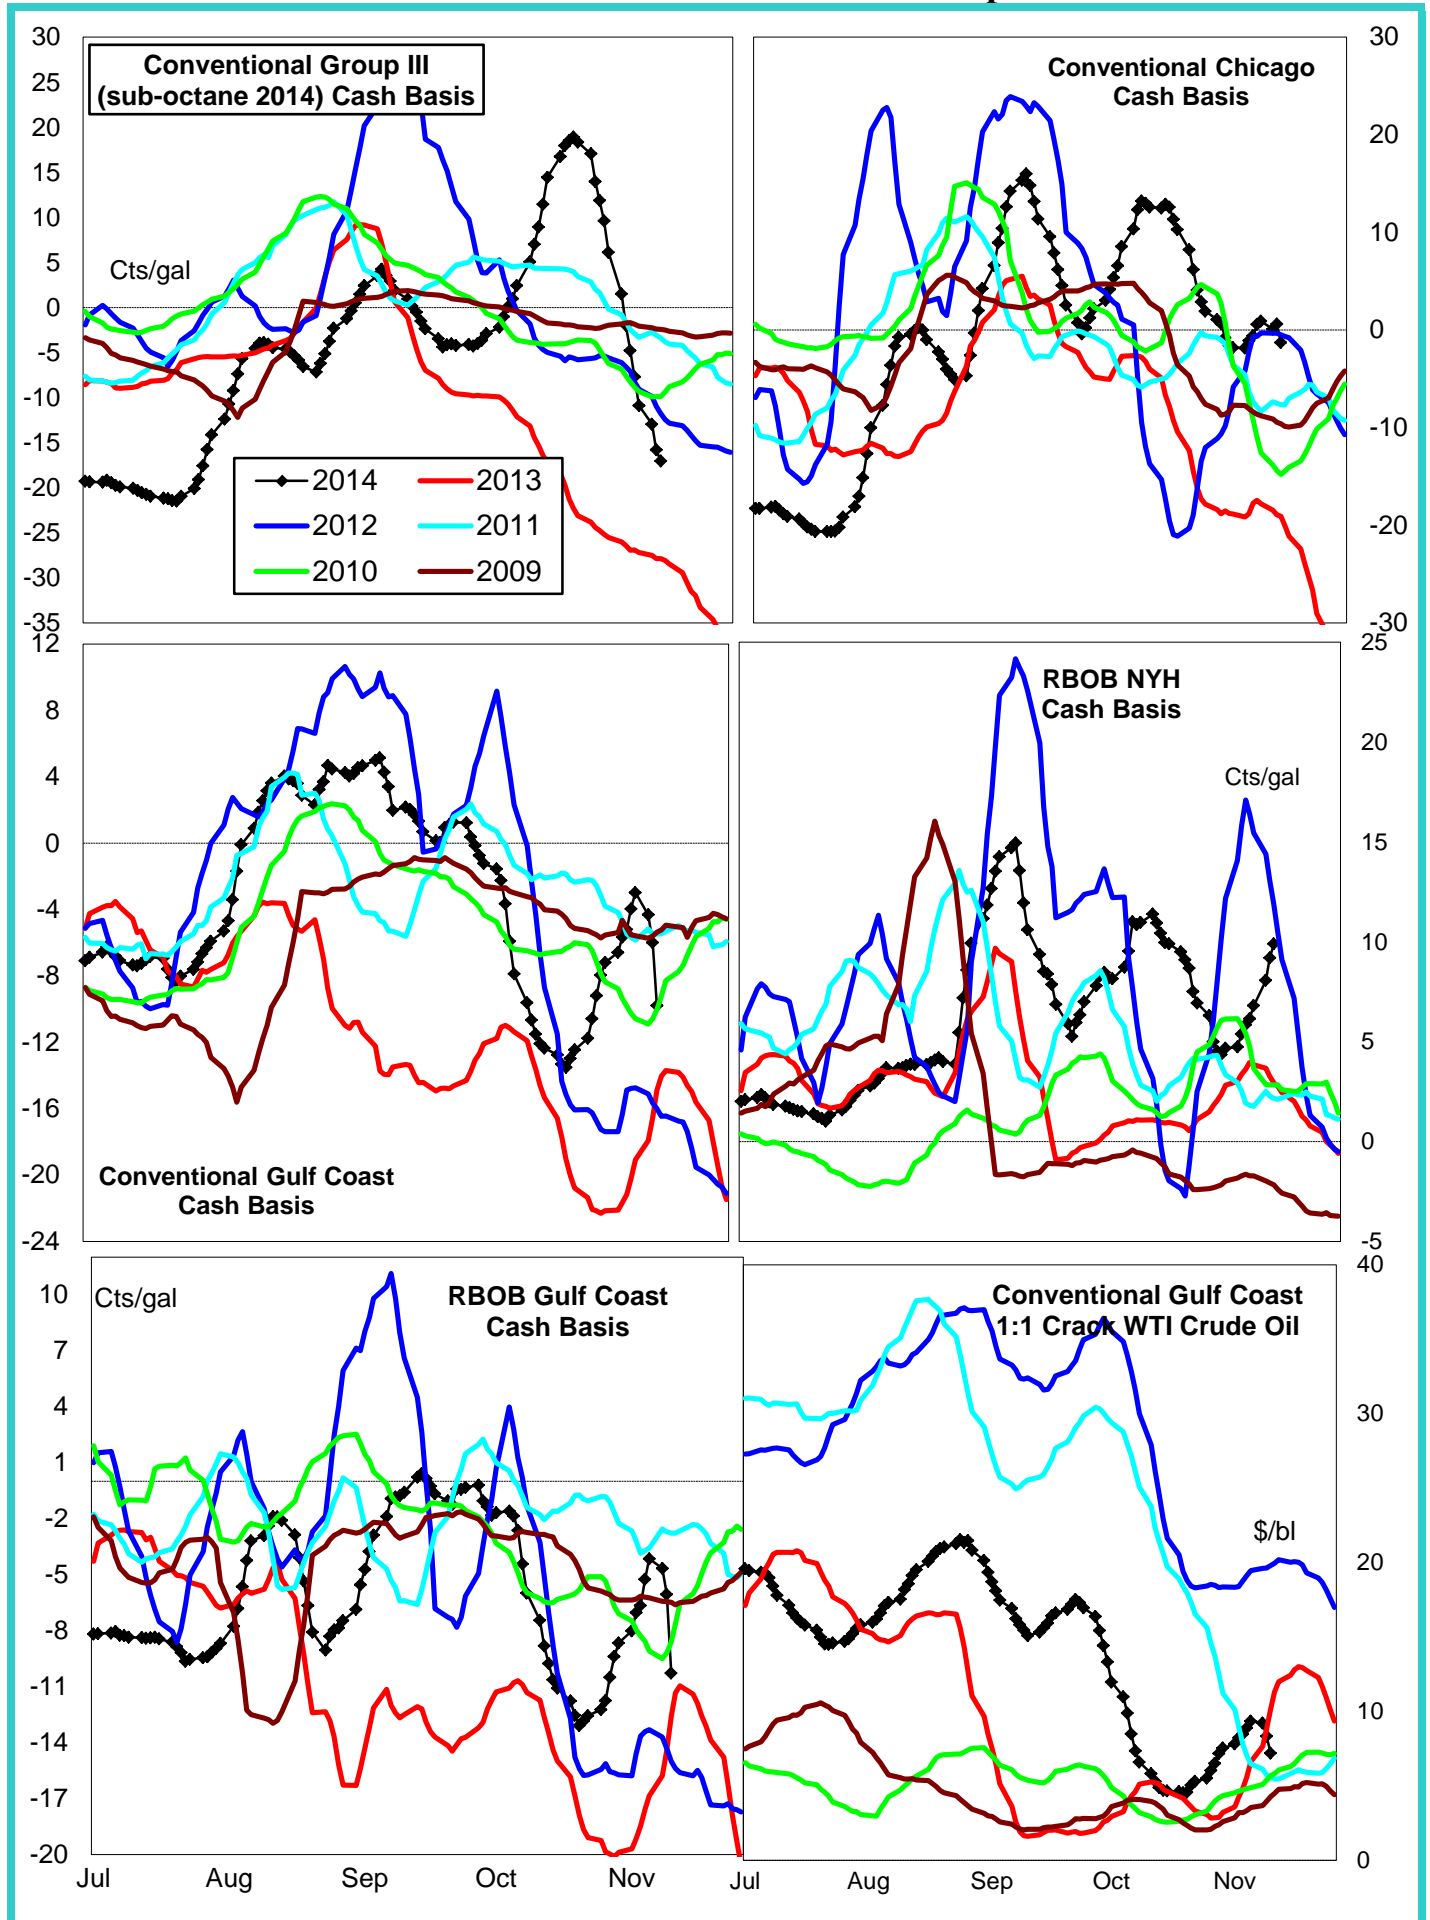 30
25
20
15
10
5
0
-5
-10
-15
-20
-25
-30
-35
Conventional Group III
(sub-octane 2014) Cash Basis
Cts/gal
2014
2013
2012
2011
2010
2009
Conventional Chicago
Cash Basis
30
20
10
0
-10
-20
-30
12
8
4
0
-4
-8
-12
-16
-20
-24
Conventional Gulf Coast
Cash Basis
RBOB NYH
Cash Basis
Cts/gal
25
20
15
10
5
0
-5
10
7
4
1
-2
-5
-8
-11
-14
-17
-20
Cts/gal
RBOB Gulf Coast
Cash Basis
Jul
Aug
Sep
Oct
Nov
Conventional Gulf Coast
1:1 Crack WTI Crude Oil
$/bl
40
30
20
10
0
Jul
Aug
Sep
Oct
Nov